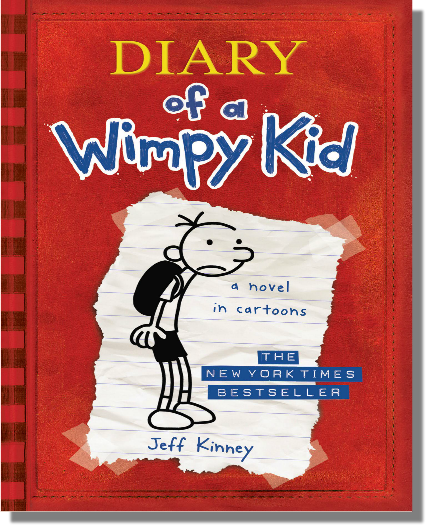 DIARY
of a
Wimpy Kid
a novel
in cartoons
THE
NEW YORK TIMES
BESTSELLER
Jeff Kinney